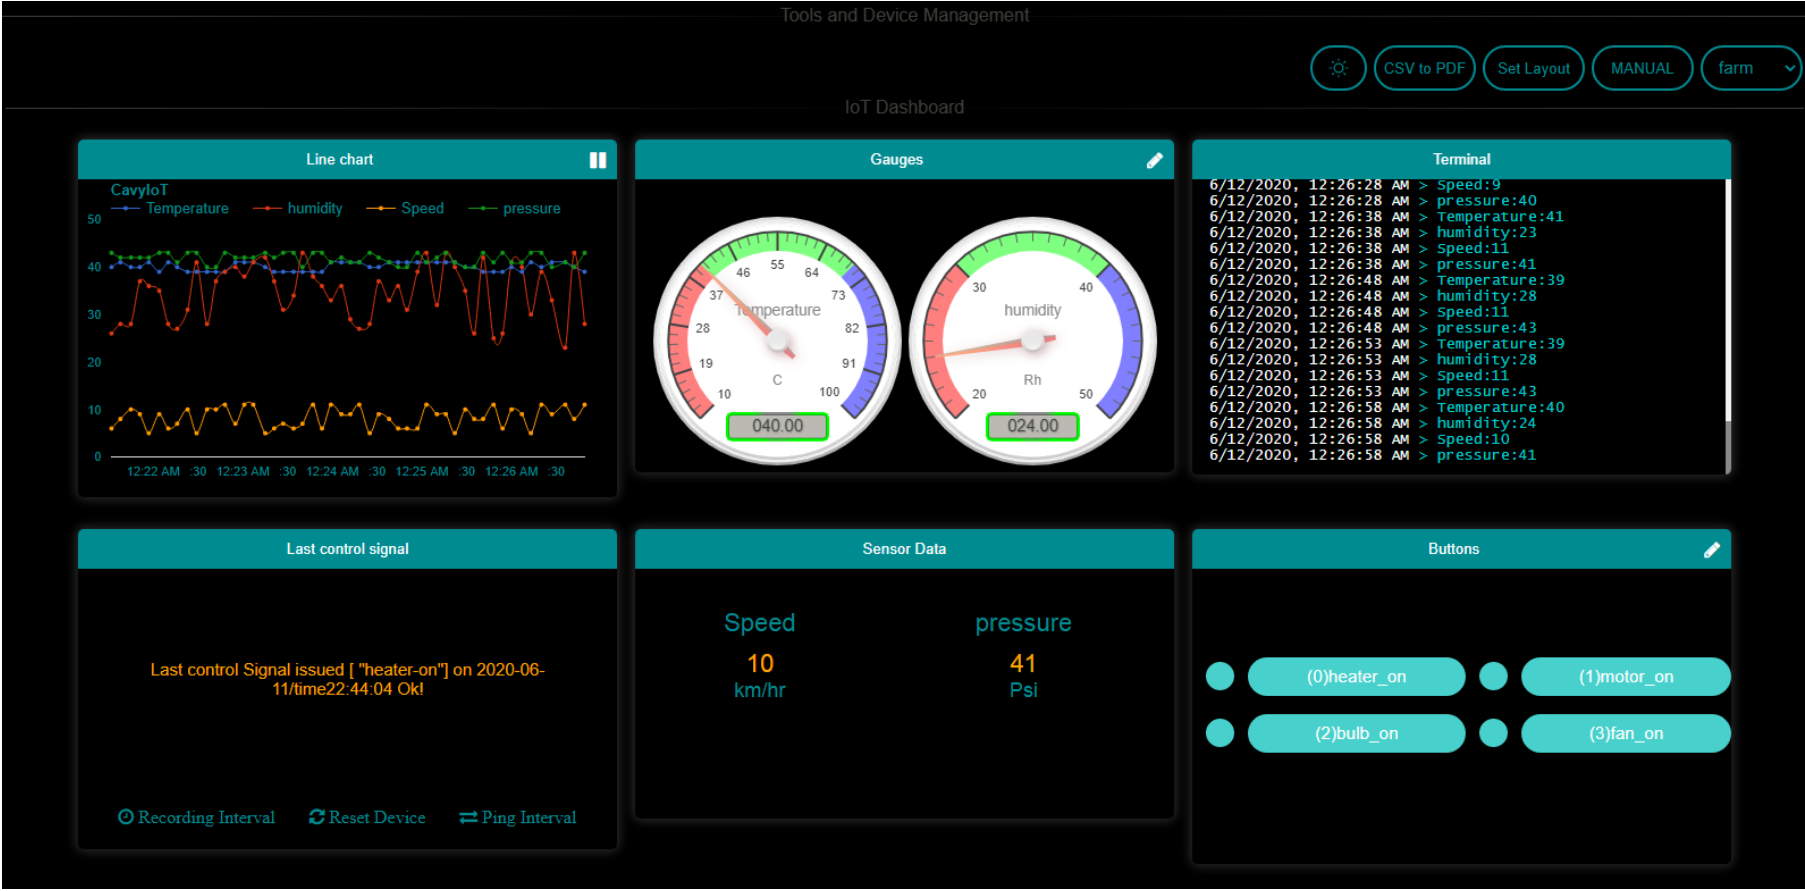 Tools and Device Management
CSV to PDF
Set Layout
MANUAL
farm
IoT Dashboard
Line chart
CavyIoT
Temperature humidity Speed pressure
50
40
30
20
10
0
12:22 AM :30 12:23 AM :30 12:24 AM :30 12:25 AM :30 12:26 AM :30
Gauges
10 19 28 37 46 55 64 73 82 91 100
Temperature
C
040.00
20 30 40 50
humidity
Rh
024.00
Terminal
6/12/2020, 12:26:28 AM > Speed:9
6/12/2020, 12:26:28 AM > pressure:40
6/12/2020, 12:26:38 AM > Temperature:41
6/12/2020, 12:26:38 AM > humidity:23
6/12/2020, 12:26:38 AM > Speed:11
6/12/2020, 12:26:38 AM > pressure:41
6/12/2020, 12:26:48 AM > Temperature:39
6/12/2020, 12:26:48 AM > humidity:28
6/12/2020, 12:26:48 AM > Speed:11
6/12/2020, 12:26:48 AM > pressure:43
6/12/2020, 12:26:53 AM > Temperature:39
6/12/2020, 12:26:53 AM > humidity:28
6/12/2020, 12:26:53 AM > Speed:11
6/12/2020, 12:26:53 AM > pressure:43
6/12/2020, 12:26:58 AM > Temperature:40
6/12/2020, 12:26:58 AM > humidity:24
6/12/2020, 12:26:58 AM > Speed:10
6/12/2020, 12:26:58 AM > pressure:41
Last control signal
Last control Signal issued [ "heater-on"] on 2020-06-
11/time22:44:04 Ok!
Recording Interval
Reset Device
Ping Interval
Sensor Data
Speed
10
km/hr
pressure
41
Psi
Buttons
(0)heater_on
(1)motor_on
(2)bulb_on
(3)fan_on